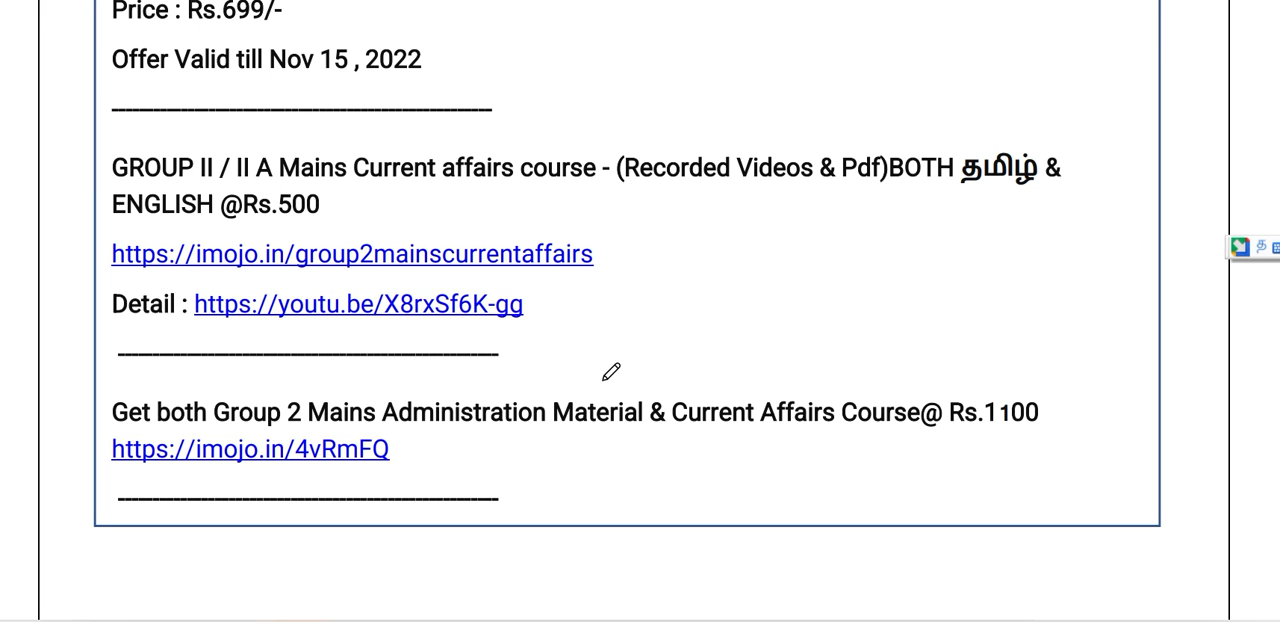 Price : Rs.699/-
Offer Valid till Nov 15 , 2022
GROUP II / II A Mains Current affairs course - (Recorded Videos & Pdf)BOTH தமிழ் &
ENGLISH @Rs.500
https://imojo.in/group2mainscurrentaffairs
Detail : https://youtu.be/X8rxSf6K-gg
Get both Group 2 Mains Administration Material & Current Affairs Course@ Rs.1100
https://imojo.in/4vRmFQ
த